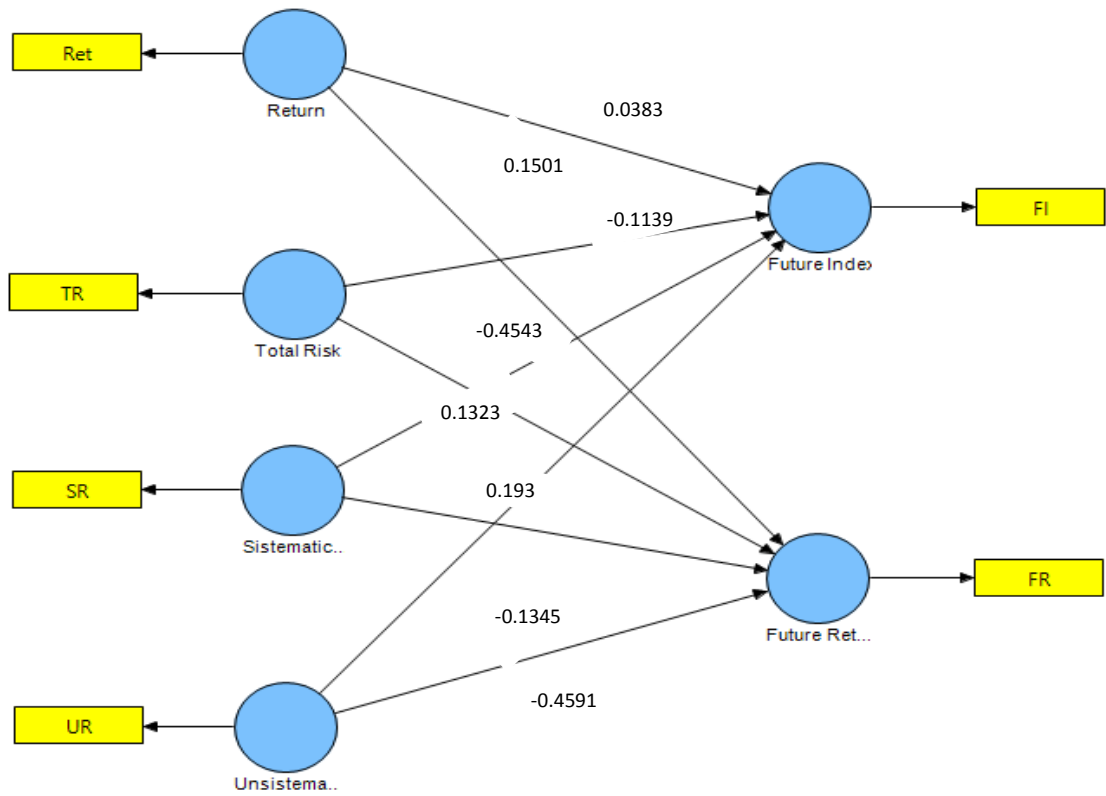 Ret
Return
0.0383
0.1501
FI
-0.1139
Future Index
TR
Total Risk
-0.4543
0.1323
SR
0.193
Sistematic..
FR
-0.1345
Future Ret...
-0.4591
UR
Unsistema..